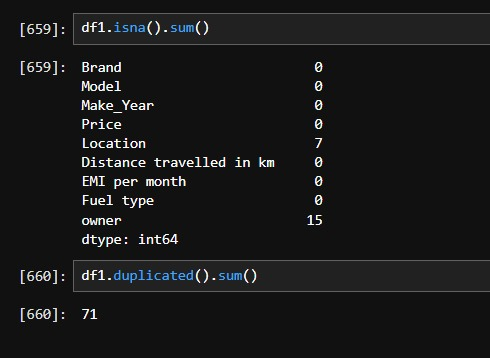 [659]: df1.isna().sum()
[659]: Brand 0
Model 0
Make_Year 0
Price 0
Location 7
Distance travelled in km 0
EMI per month 0
Fuel type 0
owner 15
dtype: int64
[660]: df1.duplicated().sum()
[660]: 71